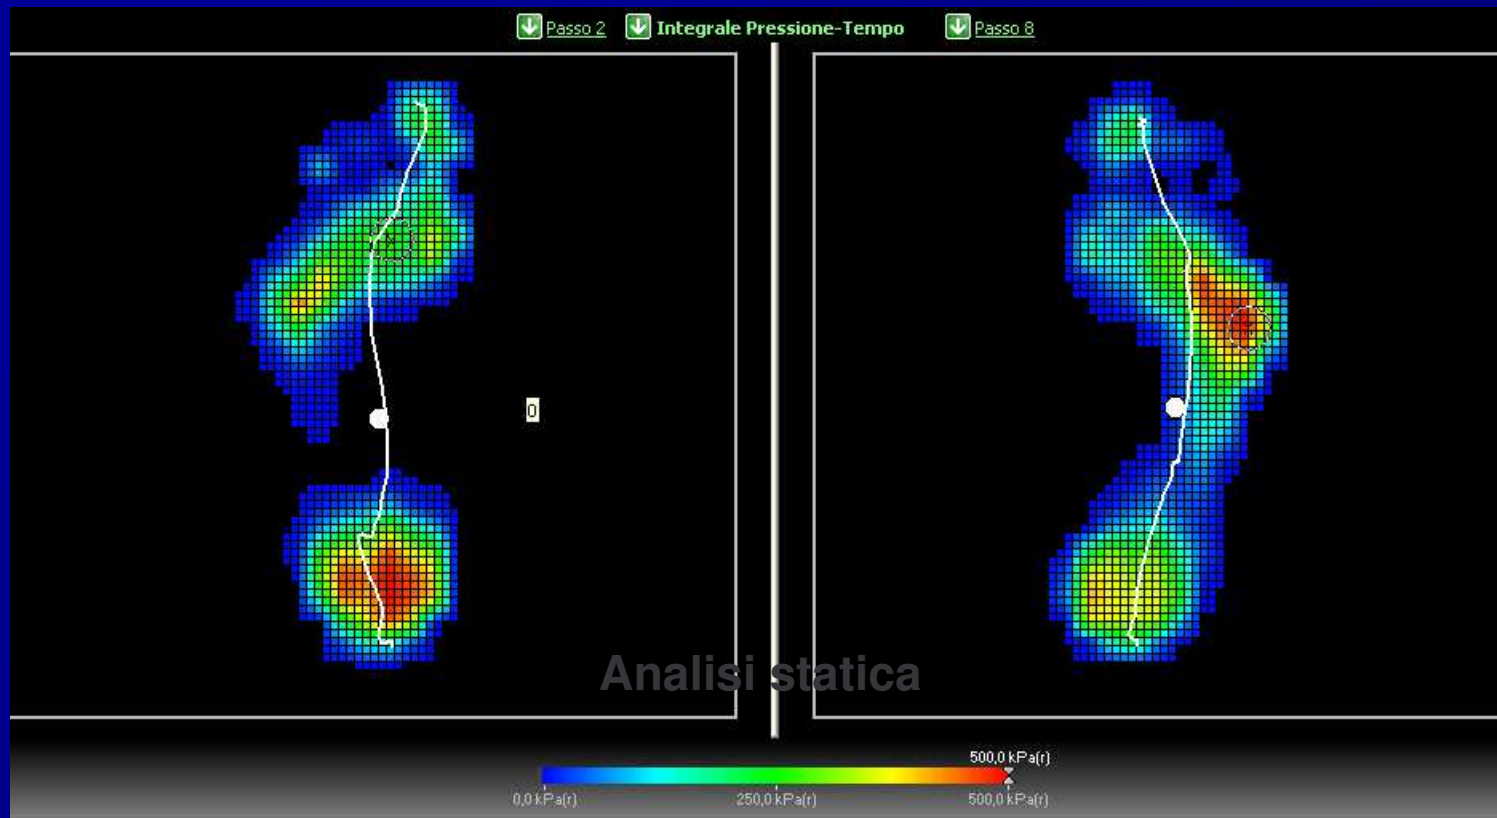 Passo 2 Integrale Pressione-Tempo Passo 8
0
Analisi statica
500,0 kPa(r)
0,0 kPa(r) 250,0 kPa(r) 500,0 kPa(r)